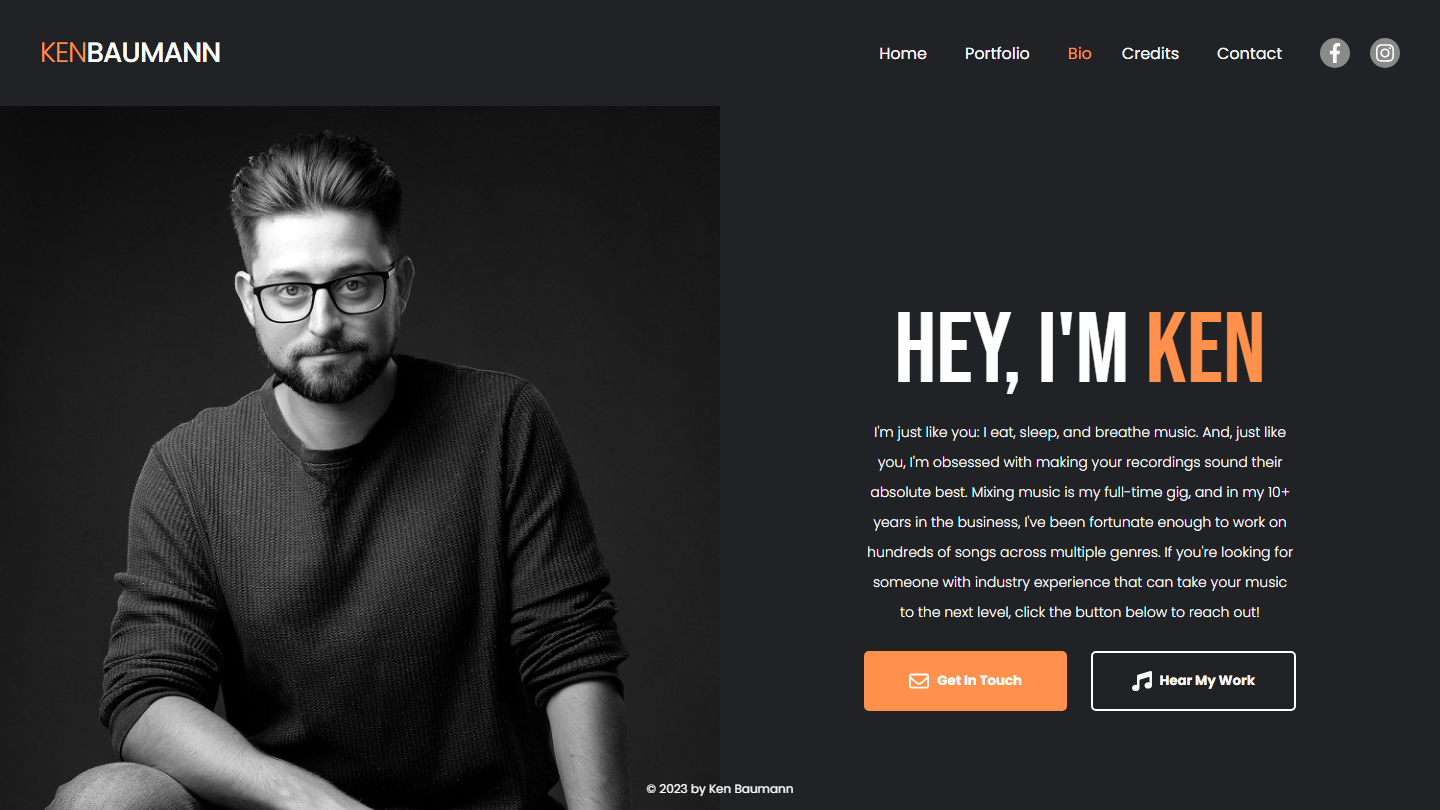 KENBAUMANN
Home Portfolio Bio Credits Contact
HEY, I'M KEN
I'm just like you: I eat, sleep, and breathe music. And, just like
you, I'm obsessed with making your recordings sound their
absolute best. Mixing music is my full-time gig, and in my 10+
years in the business, I've been fortunate enough to work on
hundreds of songs across multiple genres. If you're looking for
someone with industry experience that can take your music
to the next level, click the button below to reach out!
Get In Touch Hear My Work
© 2023 by Ken Baumann